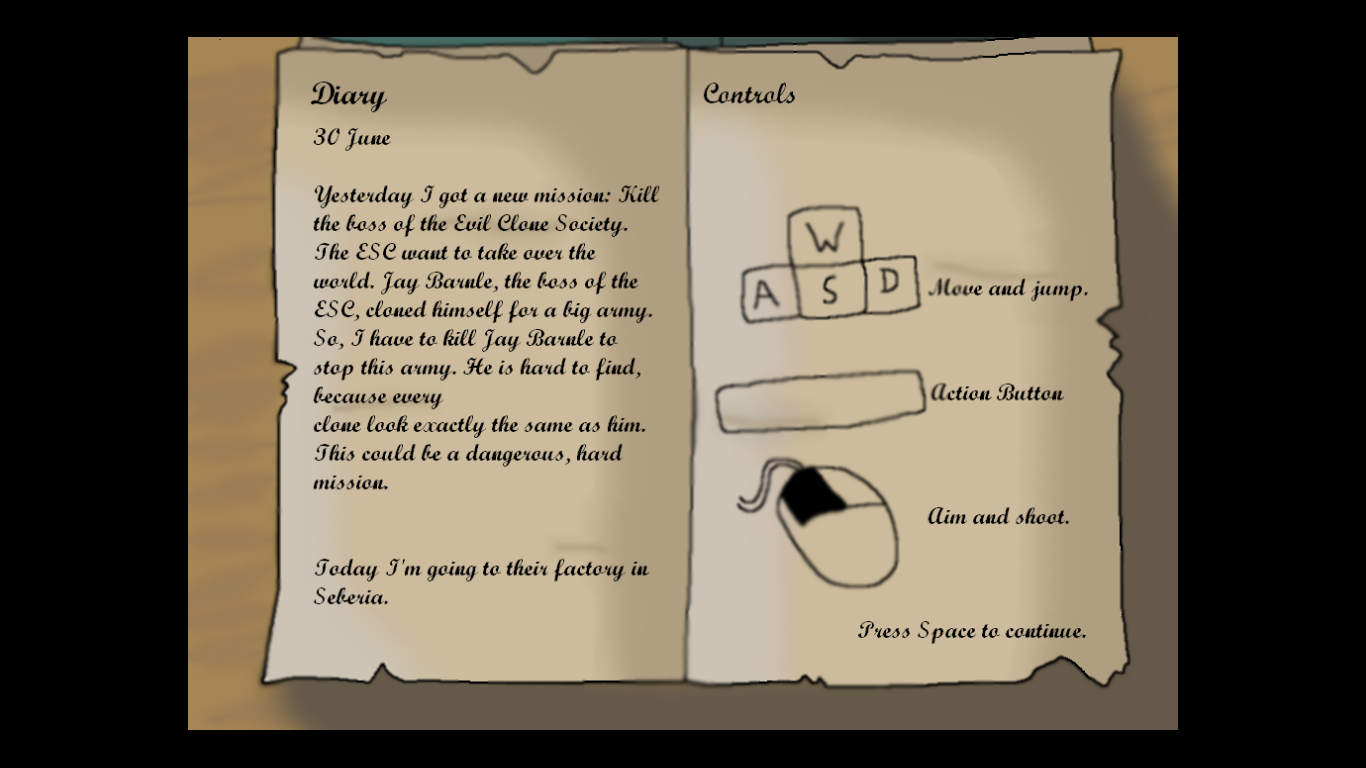 Diary
30 June
Yesterday I got a new mission: Kill
the boss of the Evil Clone Society.
The ESC want to take over the
world. Jay Barnle, the boss of the
ESC, cloned himself for a big army.
So, I have to kill Jay Barnle to
stop this army. He is hard to find,
because every
clone look exactly the same as him.
This could be a dangerous, hard
mission.
Today I'm going to their factory in
Seberia.
Controls
W
A S D
Move and jump.
Action Button
Aim and shoot.
Press Space to continue.